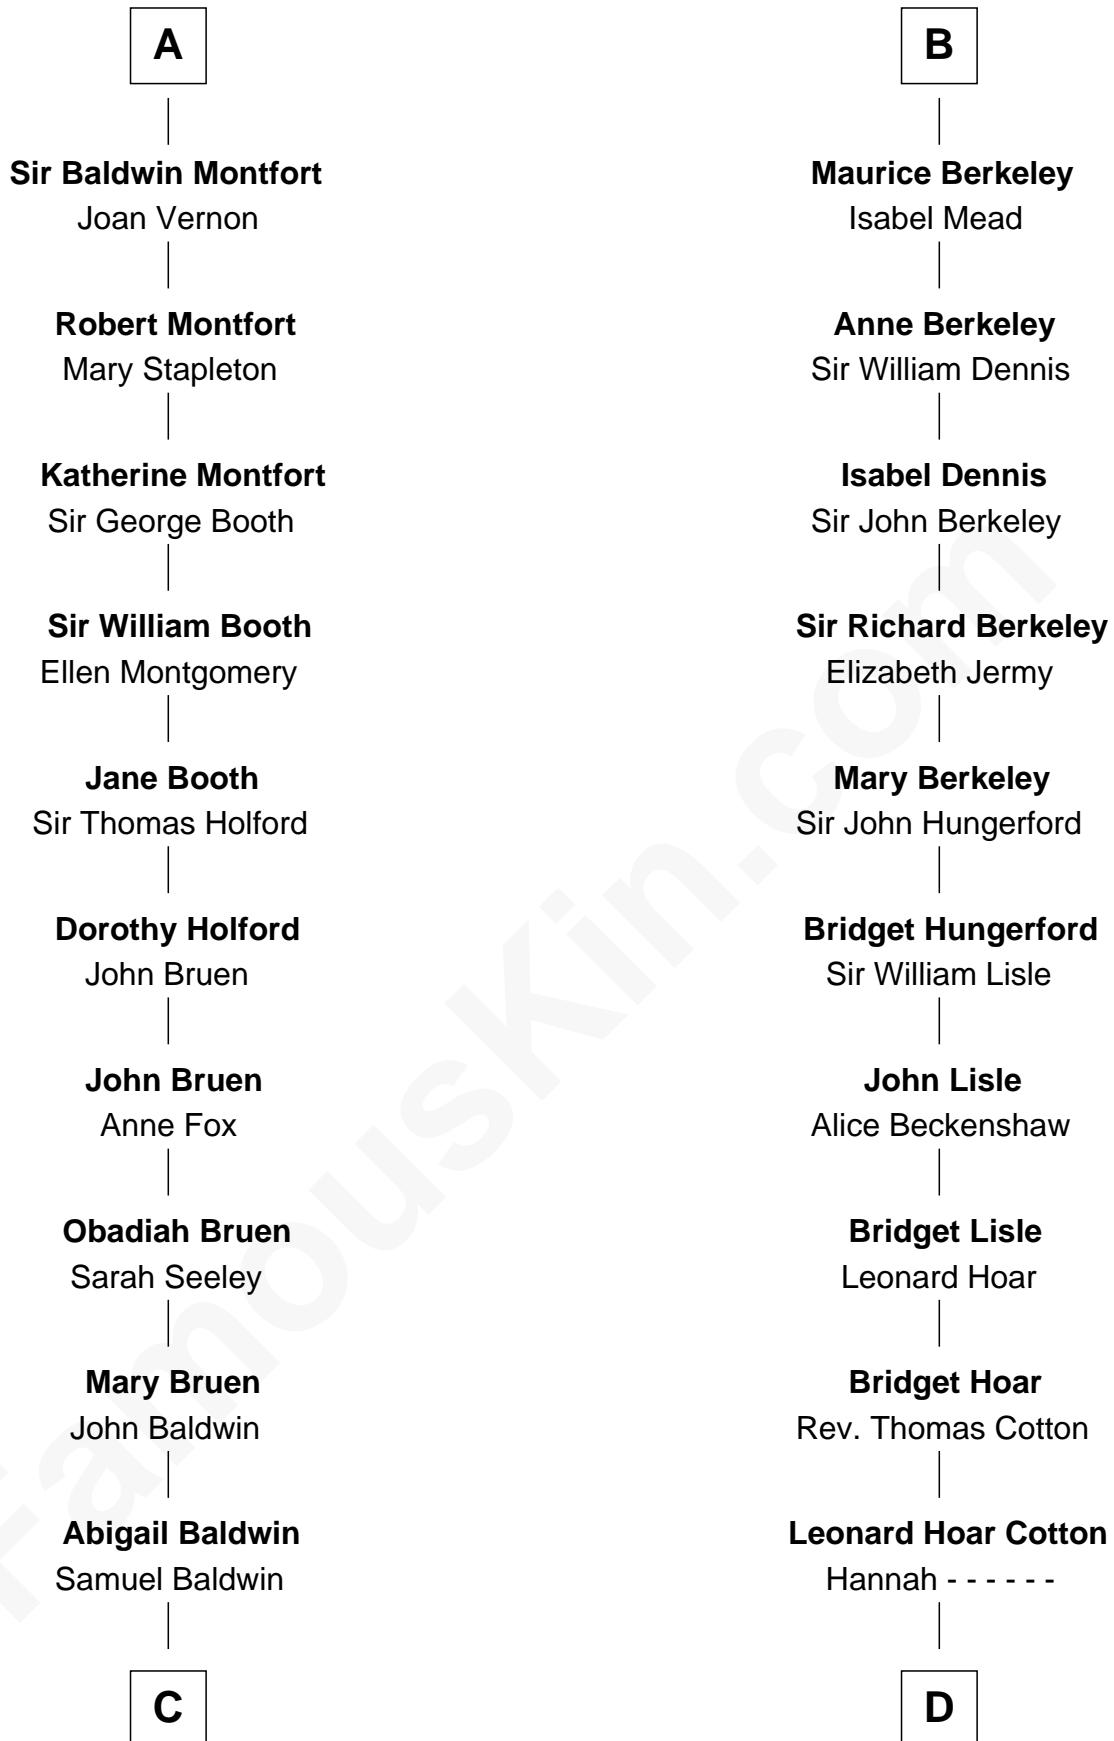 A
Sir Baldwin Montfort
Joan Vernon
Robert Montfort
Mary Stapleton
Katherine Montfort
Sir George Booth
Sir William Booth
Ellen Montgomery
Jane Booth
Sir Thomas Holford
Dorothy Holford
John Bruen
John Bruen
Anne Fox
Obadiah Bruen
Sarah Seeley
Mary Bruen
John Baldwin
Abigail Baldwin
Samuel Baldwin
C
B
Maurice Berkeley
Isabel Mead
Anne Berkeley
Sir William Dennis
Isabel Dennis
Sir John Berkeley
Sir Richard Berkeley
Elizabeth Jermy
Mary Berkeley
Sir John Hungerford
Bridget Hungerford
Sir William Lisle
John Lisle
Alice Beckenshaw
Bridget Lisle
Leonard Hoar
Bridget Hoar
Rev. Thomas Cotton
Leonard Hoar Cotton
Hannah - - - - - -
D
FamousKin.com